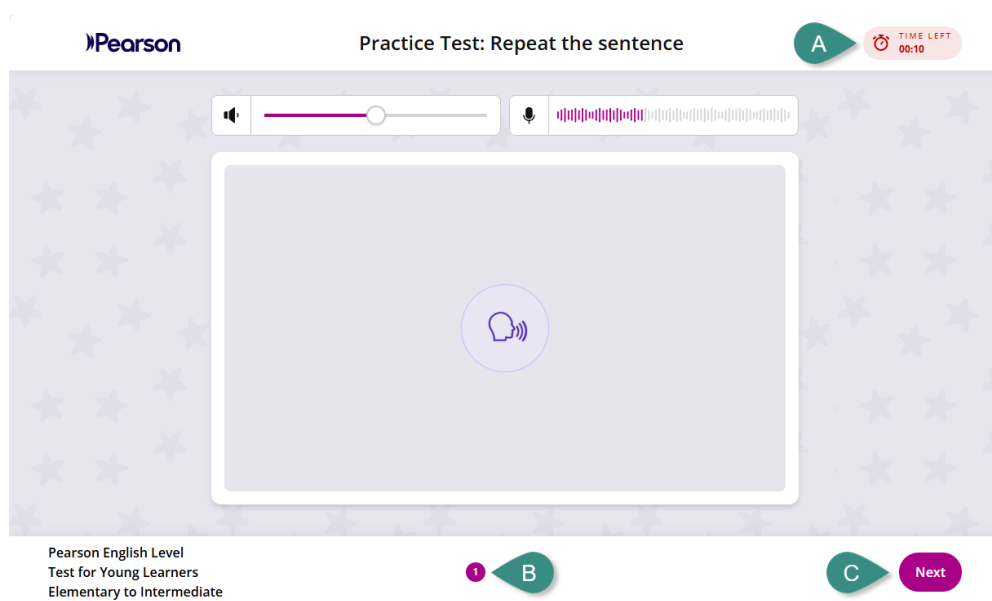 Pearson
Practice Test: Repeat the sentence
A
TIME LEFT
00:10
Pearson English Level
Test for Young Learners
Elementary to Intermediate
1
B
C
Next